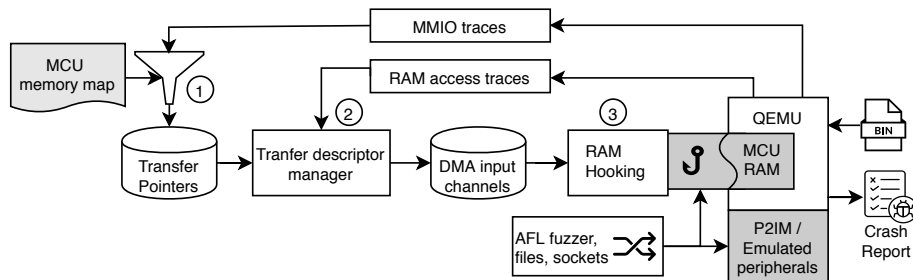 MMIO traces
MCU
memory map
1
RAM access traces
2
3
QEMU
BIN
Transfer
Pointers
Tranfer descriptor
manager
DMA input
channels
RAM
Hooking
MCU
RAM
AFL fuzzer,
files, sockets
P2IM /
Emulated
peripherals
Crash
Report